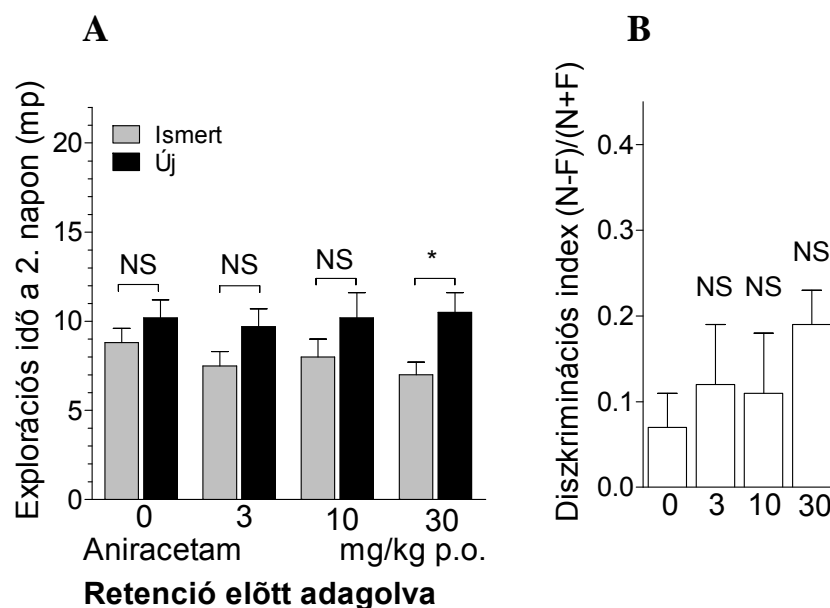 A
Explorációs idő a 2. napon (mp)
20
15
10
5
0
Ismert
Új
NS
NS
NS
*
0 3 10 30
Aniracetam mg/kg p.o.
Retenció elõtt adagolva
B
Diszkriminációs index (N-F)/(N+F)
0.4
0.3
0.2
0.1
0.0
NS
NS
NS
0 3 10 30